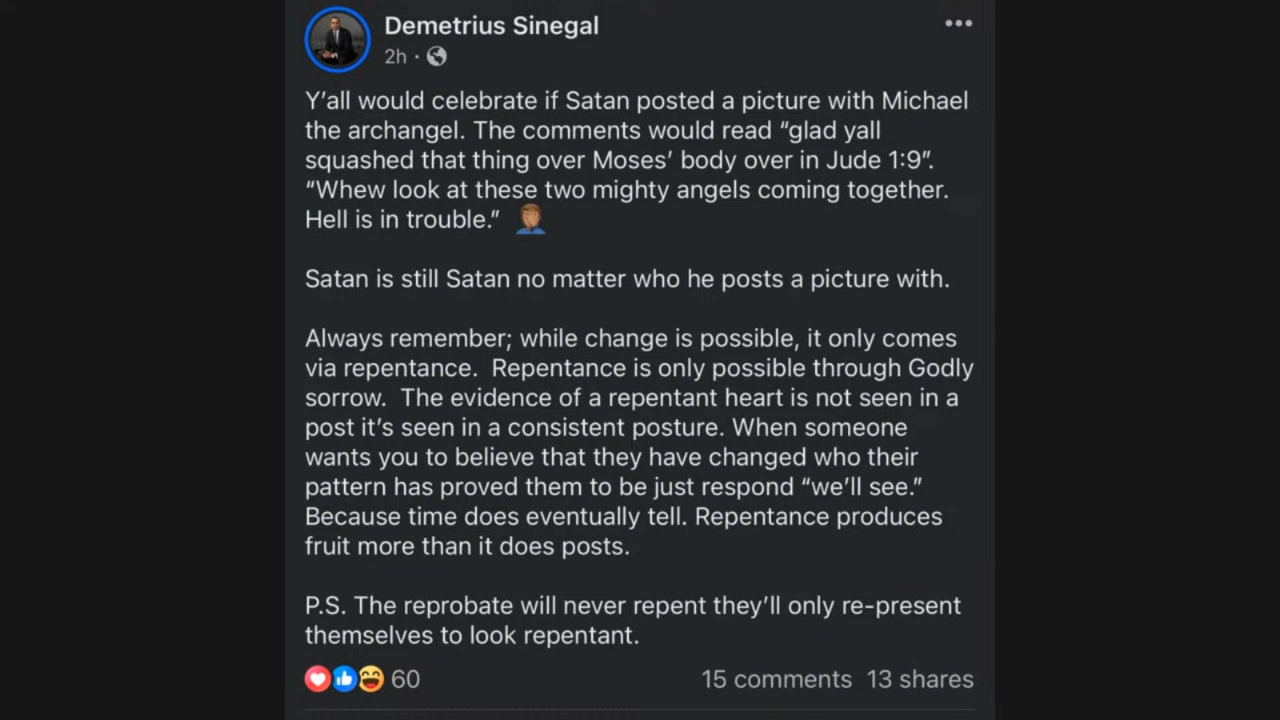 Demetrius Sinegal
2h ·
Y’all would celebrate if Satan posted a picture with Michael
the archangel. The comments would read “glad yall
squashed that thing over Moses’ body over in Jude 1:9”.
“Whew look at these two mighty angels coming together.
Hell is in trouble.” 🤦🏽‍♂️
Satan is still Satan no matter who he posts a picture with.
Always remember; while change is possible, it only comes
via repentance.  Repentance is only possible through Godly
sorrow.  The evidence of a repentant heart is not seen in a
post it’s seen in a consistent posture. When someone
wants you to believe that they have changed who their
pattern has proved them to be just respond “we’ll see.”
Because time does eventually tell. Repentance produces
fruit more than it does posts.
P.S. The reprobate will never repent they’ll only re-present
themselves to look repentant.
60 15 comments 13 shares